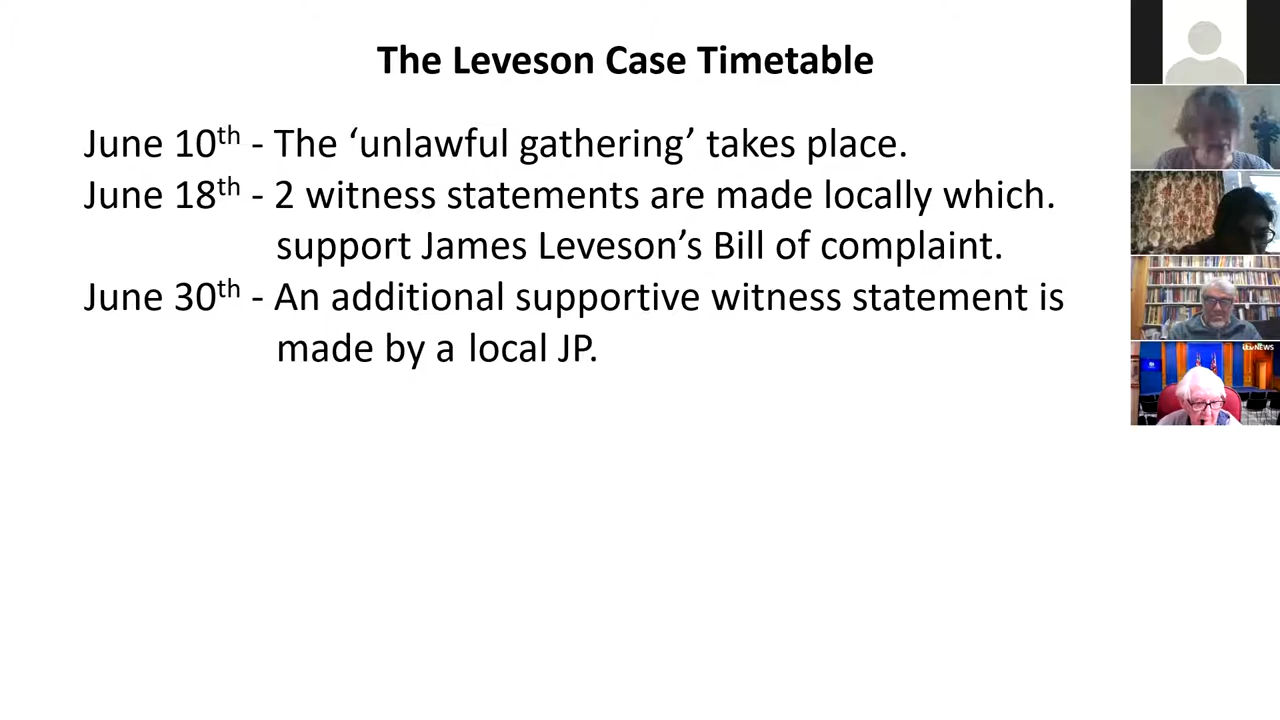 The Leveson Case Timetable
June 10th - The ‘unlawful gathering’ takes place.
June 18th - 2 witness statements are made locally which.
support James Leveson’s Bill of complaint.
June 30th - An additional supportive witness statement is
made by a local JP.
itv NEWS